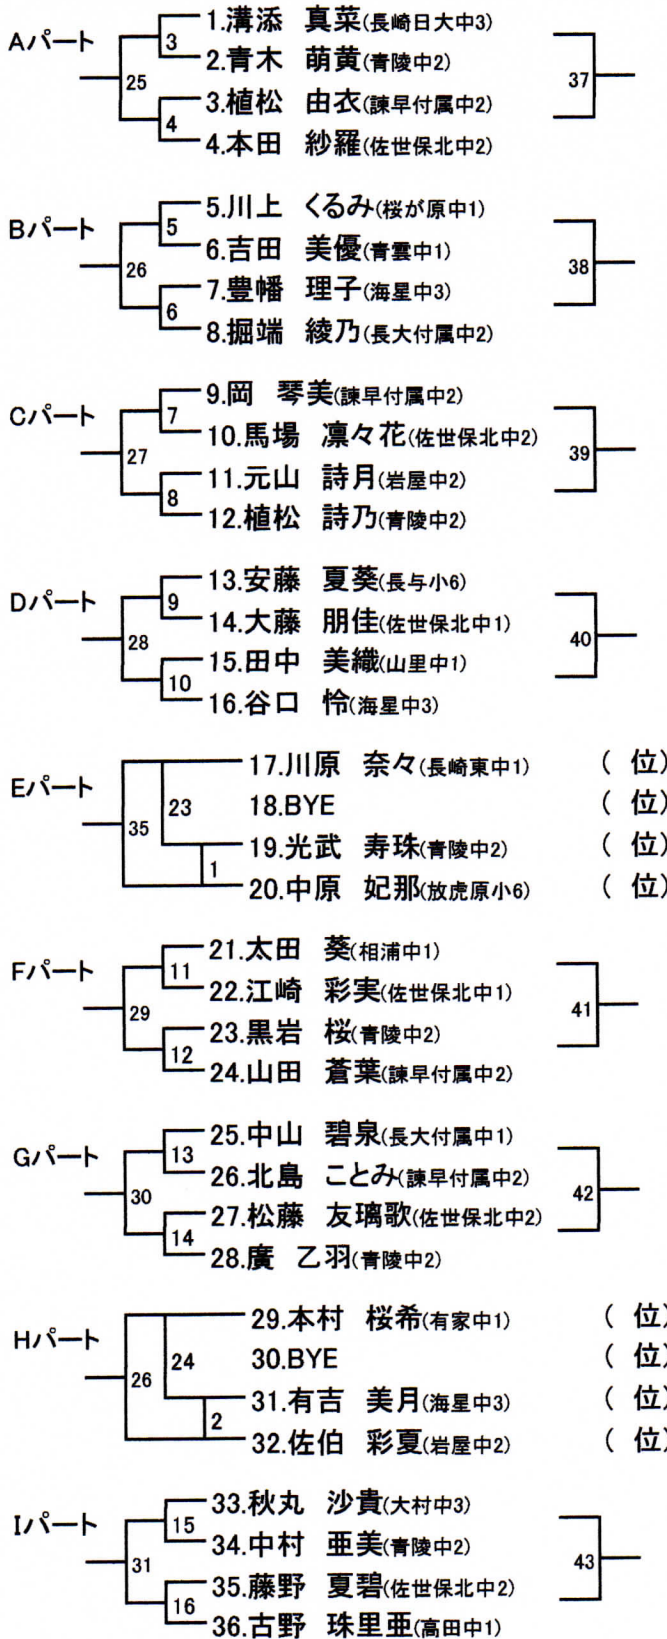 Aパート
1.溝添 真菜(長崎日大中3)
3
2.青木 萌黄(青陵中2)
25
37
3.植松 由衣(諫早付属中2)
4
4.本田 紗羅(佐世保北中2)
Bパート
5.川上 くるみ(桜が原中1)
5
6.吉田 美優(青雲中1)
26
38
7.豊幡 理子(海星中3)
6
8.掘端 綾乃(長大付属中2)
Cパート
9.岡 琴美(諫早付属中2)
7
10.馬場 凛々花(佐世保北中2)
27
39
11.元山 詩月(岩屋中2)
8
12.植松 詩乃(青陵中2)
Dパート
13.安藤 夏葵(長与小6)
9
14.大藤 朋佳(佐世保北中1)
28
40
15.田中 美織(山里中1)
10
16.谷口 怜(海星中3)
Eパート
17.川原 奈々(長崎東中1) ( 位)
23
18.BYE ( 位)
35
19.光武 寿珠(青陵中2) ( 位)
1
20.中原 妃那(放虎原小6) ( 位)
Fパート
21.太田 葵(相浦中1)
11
22.江崎 彩実(佐世保北中1)
29
41
23.黒岩 桜(青陵中2)
12
24.山田 蒼葉(諫早付属中2)
Gパート
25.中山 碧泉(長大付属中1)
13
26.北島 ことみ(諫早付属中2)
30
42
27.松藤 友璃歌(佐世保北中2)
14
28.廣 乙羽(青陵中2)
Hパート
29.本村 桜希(有家中1) ( 位)
24
30.BYE ( 位)
26
31.有吉 美月(海星中3) ( 位)
2
32.佐伯 彩夏(岩屋中2) ( 位)
Iパート
33.秋丸 沙貴(大村中3)
15
34.中村 亜美(青陵中2)
31
43
35.藤野 夏碧(佐世保北中2)
16
36.古野 珠里亜(高田中1)